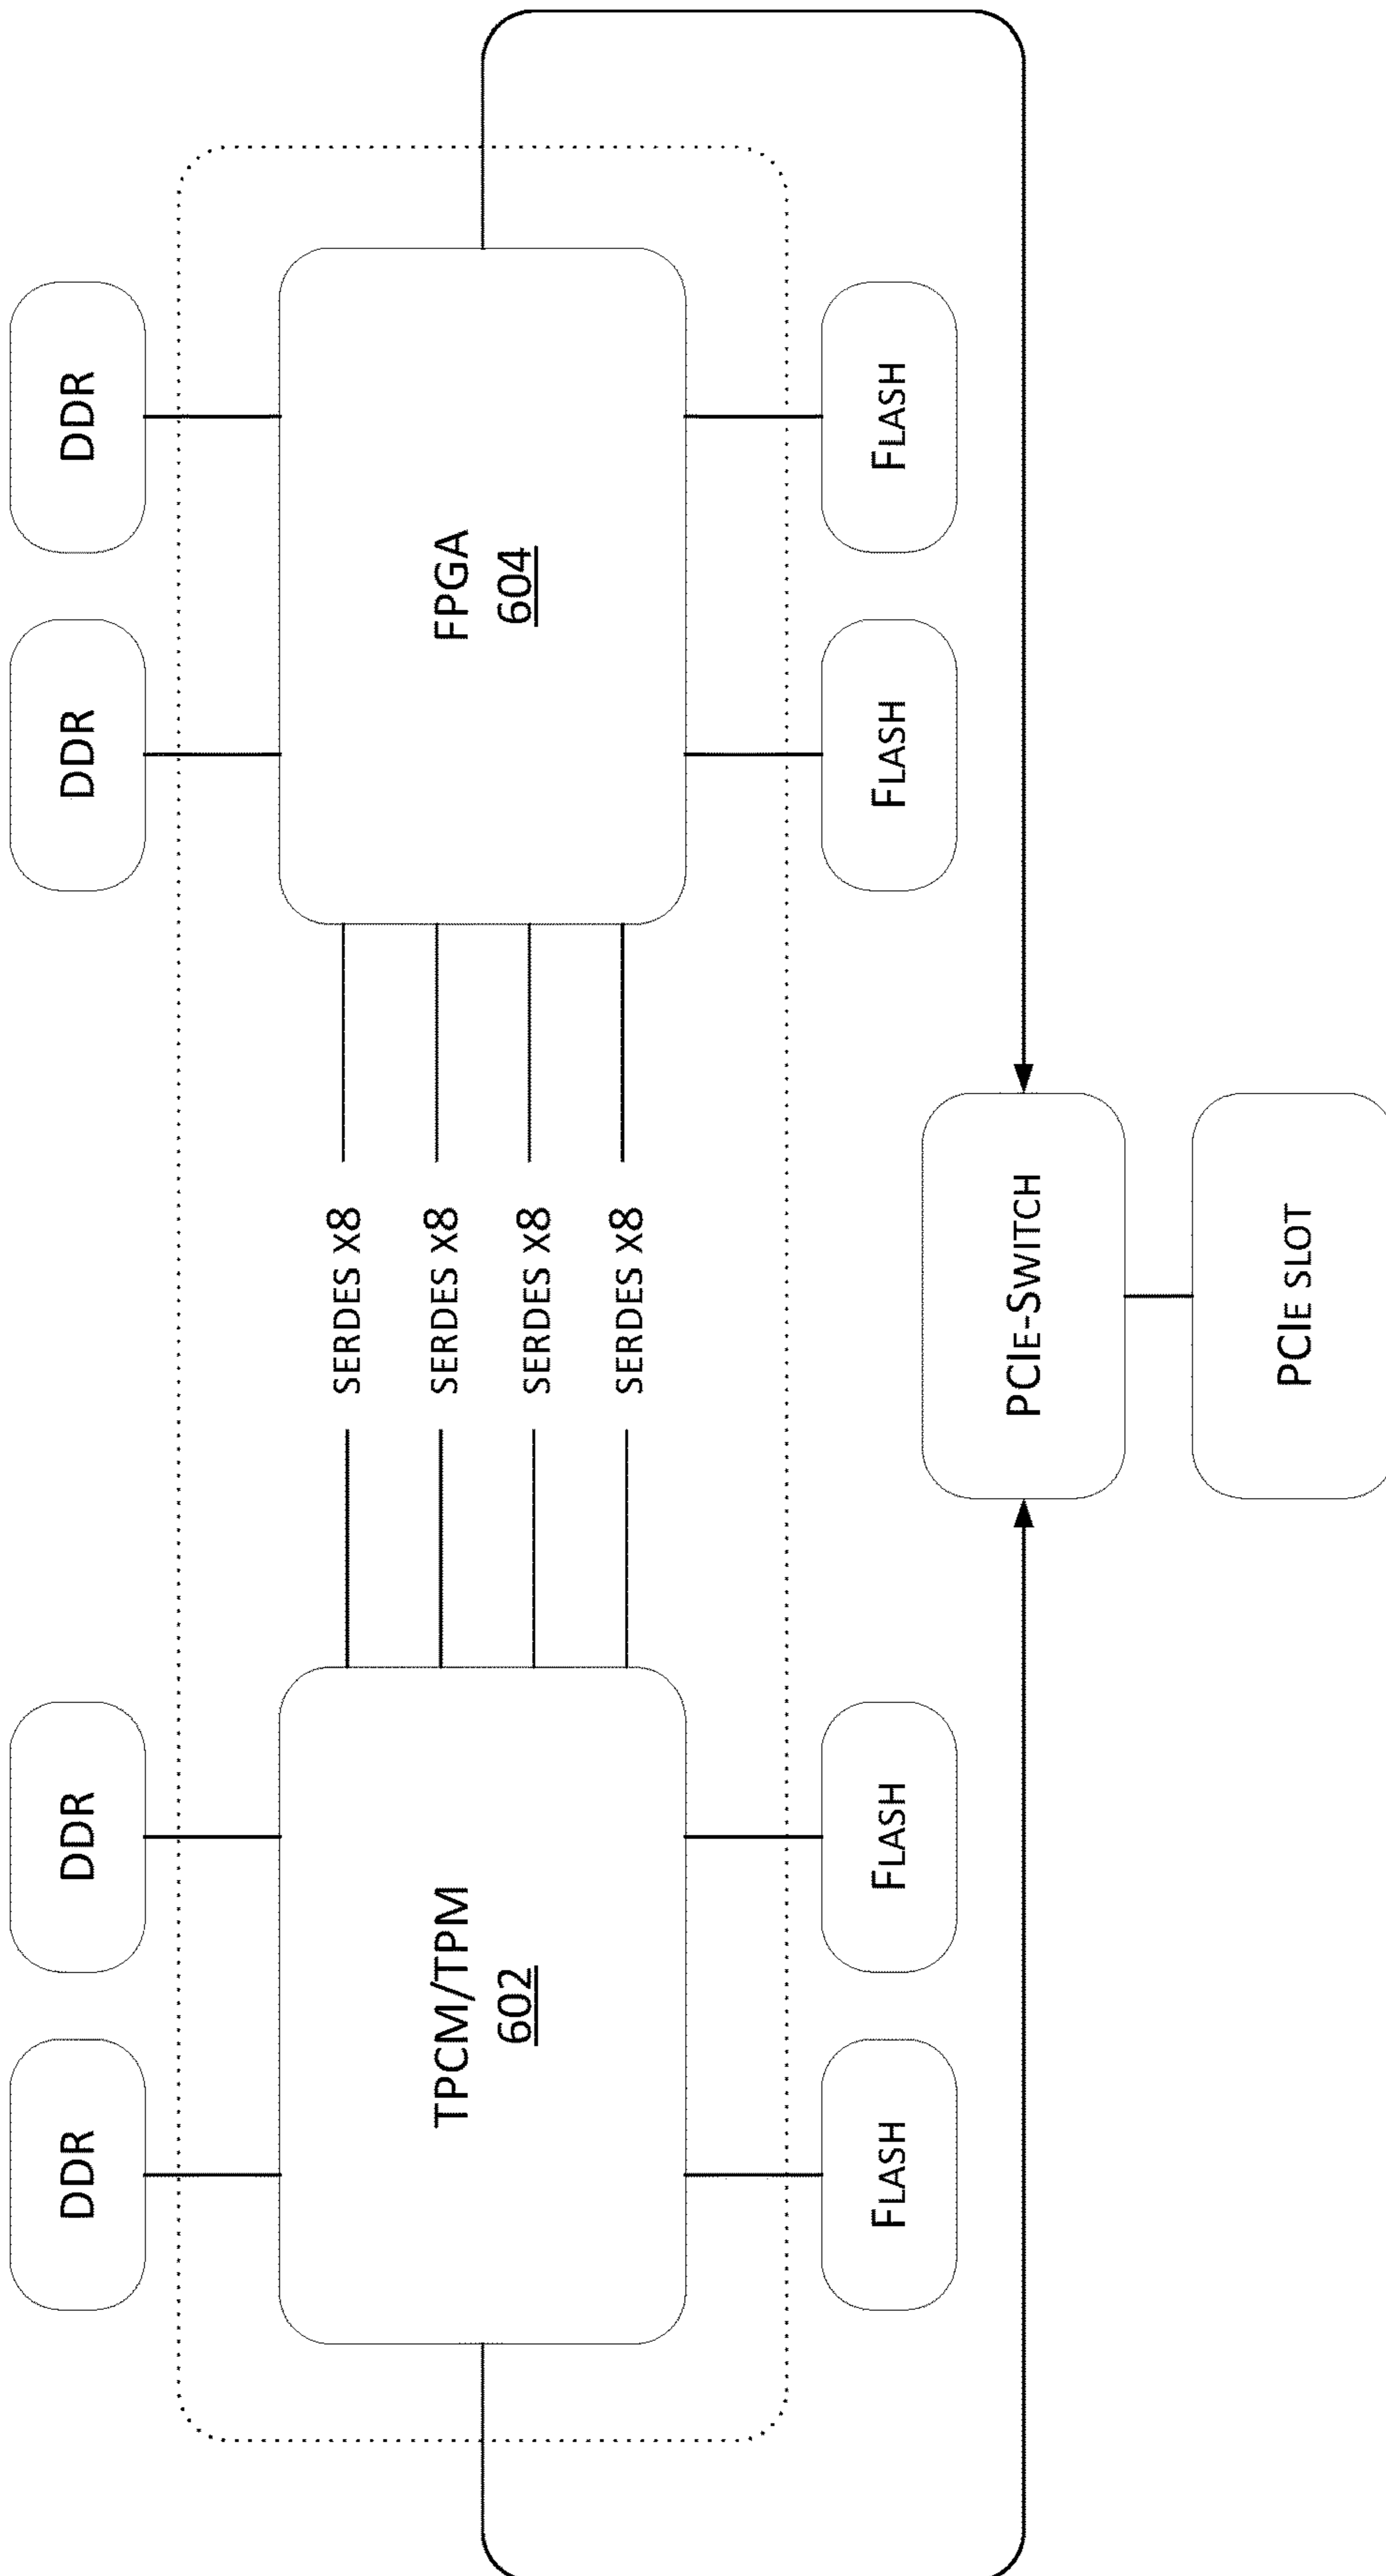 DDR
DDR
DDR
DDR
TPCM/TPM
602
SERDES X8
SERDES X8
SERDES X8
SERDES X8
FPGA
604
FLASH
FLASH
FLASH
FLASH
PCIE-SWITCH
PCIE SLOT